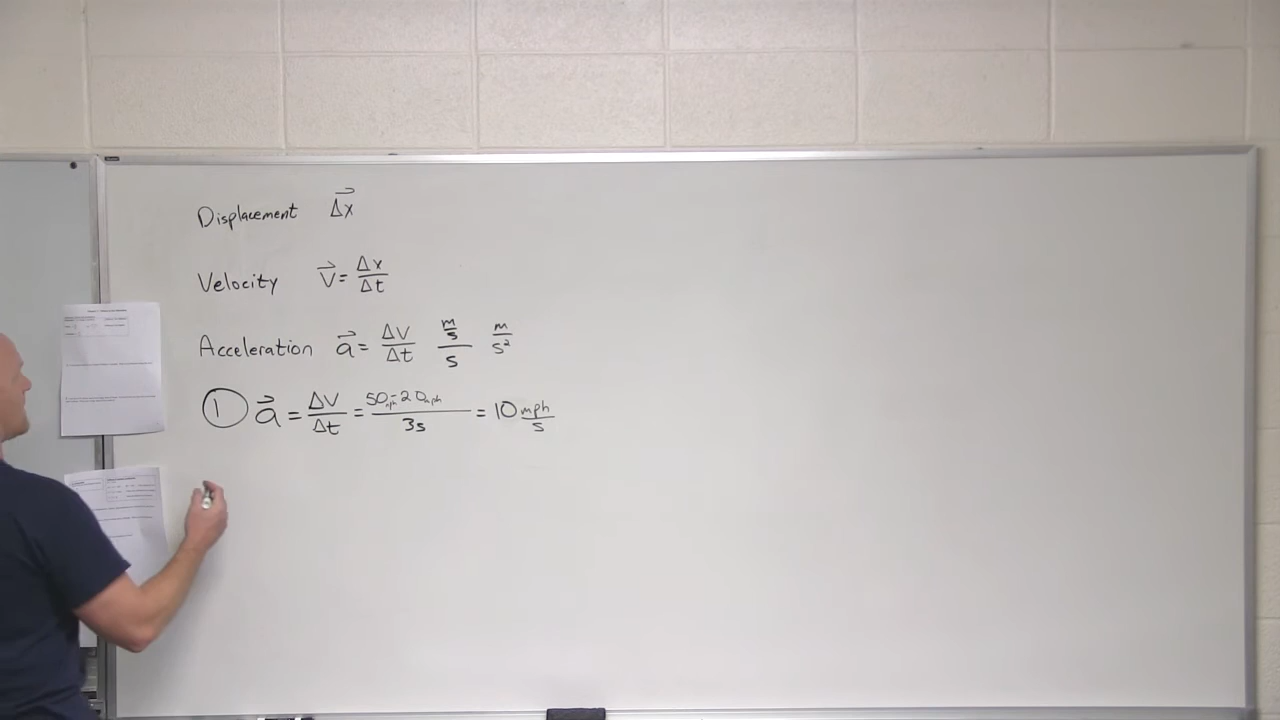 Displacement Δx
Velocity V = Δx/Δt
Acceleration a = ΔV/Δt m/s/s m/s²
1 a = ΔV/Δt = 50mph - 20mph/3s = 10 mph/s